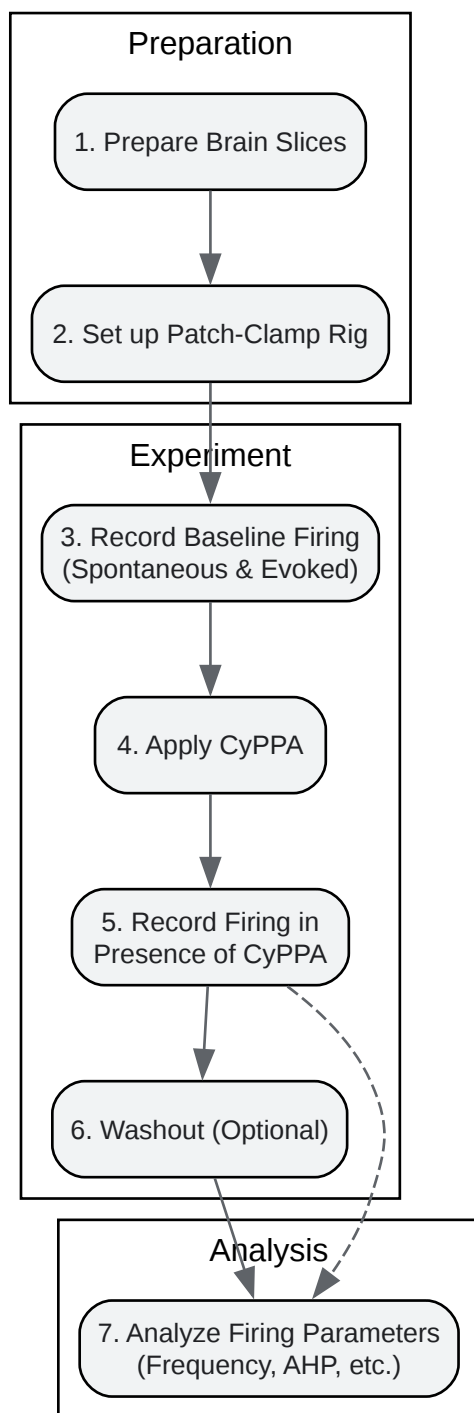 Preparation
1. Prepare Brain Slices
2. Set up Patch-Clamp Rig
Experiment
3. Record Baseline Firing
(Spontaneous & Evoked)
4. Apply CyPPA
5. Record Firing in
Presence of CyPPA
6. Washout (Optional)
Analysis
7. Analyze Firing Parameters
(Frequency, AHP, etc.)